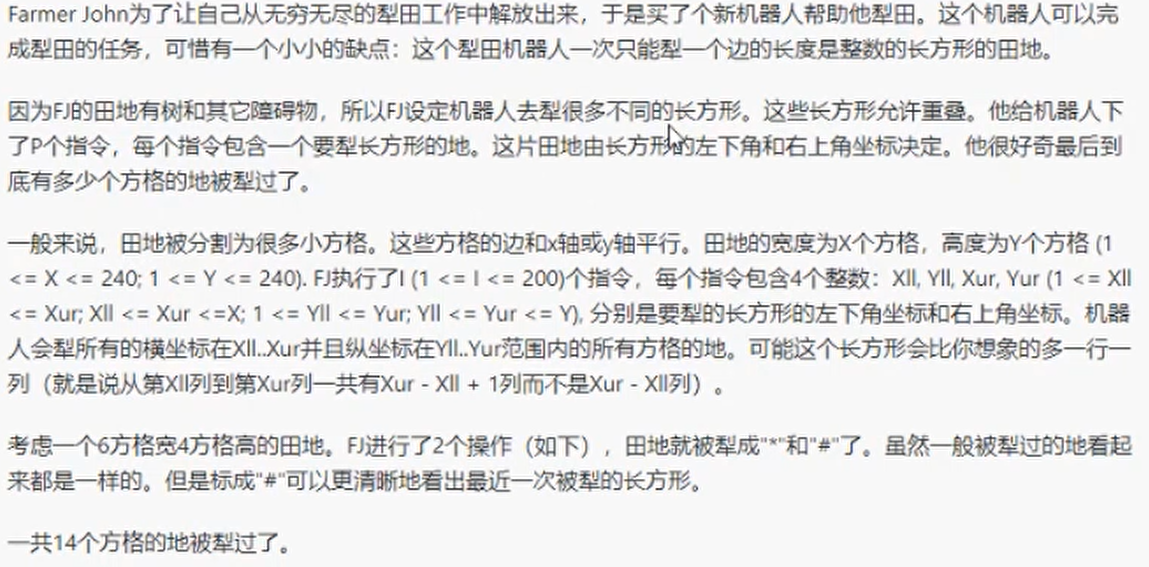 Farmer John为了让自己从无穷无尽的犁田工作中解放出来，于是买了个新机器人帮助他犁田。这个机器人可以完
成犁田的任务，可惜有一个小小的缺点：这个犁田机器人一次只能犁一个边的长度是整数的长方形的田地。
因为FJ的田地有树和其它障碍物，所以FJ设定机器人去犁很多不同的长方形。这些长方形允许重叠。他给机器人下
了P个指令，每个指令包含一个要犁长方形的地。这片田地由长方形的左下角和右上角坐标决定。他很好奇最后到
底有多少个方格的地被犁过了。
一般来说，田地被分割为很多小方格。这些方格的边和x轴或y轴平行。田地的宽度为X个方格，高度为Y个方格 (1
<= X <= 240; 1 <= Y <= 240). FJ执行了I (1 <= I <= 200)个指令，每个指令包含4个整数：Xll, Yll, Xur, Yur (1 <= Xll
<= Xur; Xll <= Xur <=X; 1 <= Yll <= Yur; Yll <= Yur <= Y), 分别是要犁的长方形的左下角坐标和右上角坐标。机器
人会犁所有的横坐标在Xll..Xur并且纵坐标在Yll..Yur范围内的所有方格的地。可能这个长方形会比你想象的多一行一
列（就是说从第Xll列到第Xur列一共有Xur - Xll + 1列而不是Xur - Xll列）。
考虑一个6方格宽4方格高的田地。FJ进行了2个操作（如下），田地就被犁成"*"和"#"了。虽然一般被犁过的地看起
来都是一样的。但是标成"#"可以更清晰地看出最近一次被犁的长方形。
一共14个方格的地被犁过了。